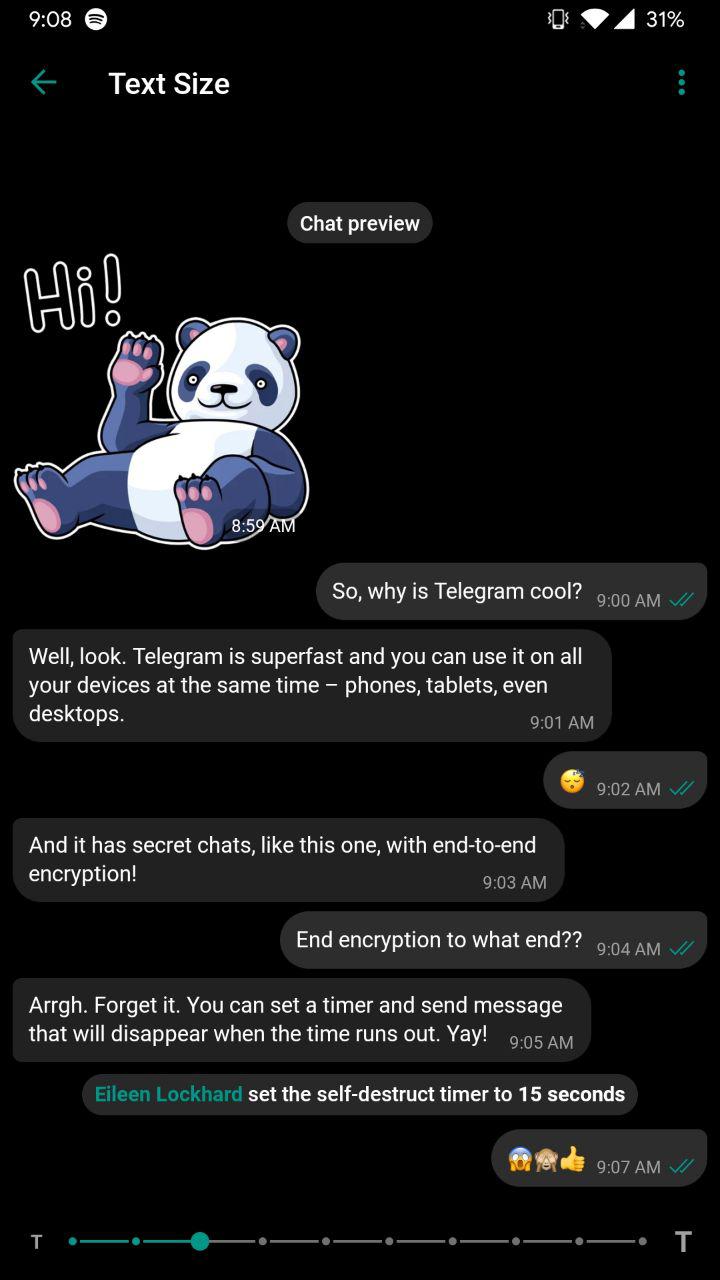 9:08 31%
Text Size
Chat preview
Hi!
8:59 AM
So, why is Telegram cool? 9:00 AM
Well, look. Telegram is superfast and you can use it on all
your devices at the same time – phones, tablets, even
desktops. 9:01 AM
😴 9:02 AM
And it has secret chats, like this one, with end-to-end
encryption! 9:03 AM
End encryption to what end?? 9:04 AM
Arrgh. Forget it. You can set a timer and send message
that will disappear when the time runs out. Yay! 9:05 AM
Eileen Lockhard set the self-destruct timer to 15 seconds
😱🙈👍 9:07 AM
T T